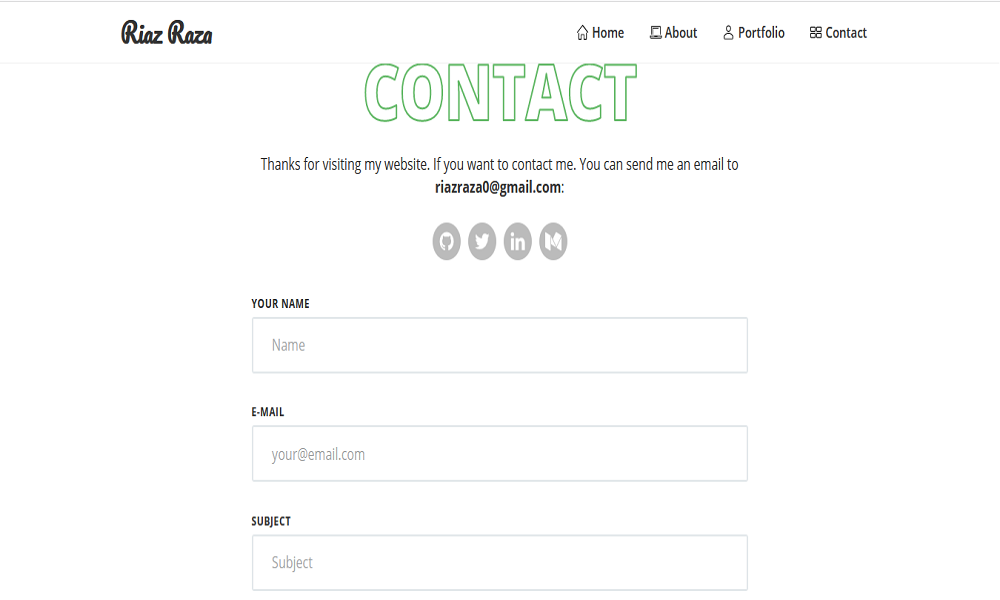 Riaz Raza
Home About Portfolio Contact
CONTACT
Thanks for visiting my website. If you want to contact me. You can send me an email to
riazraza0@gmail.com:
YOUR NAME
Name
E-MAIL
your@email.com
SUBJECT
Subject